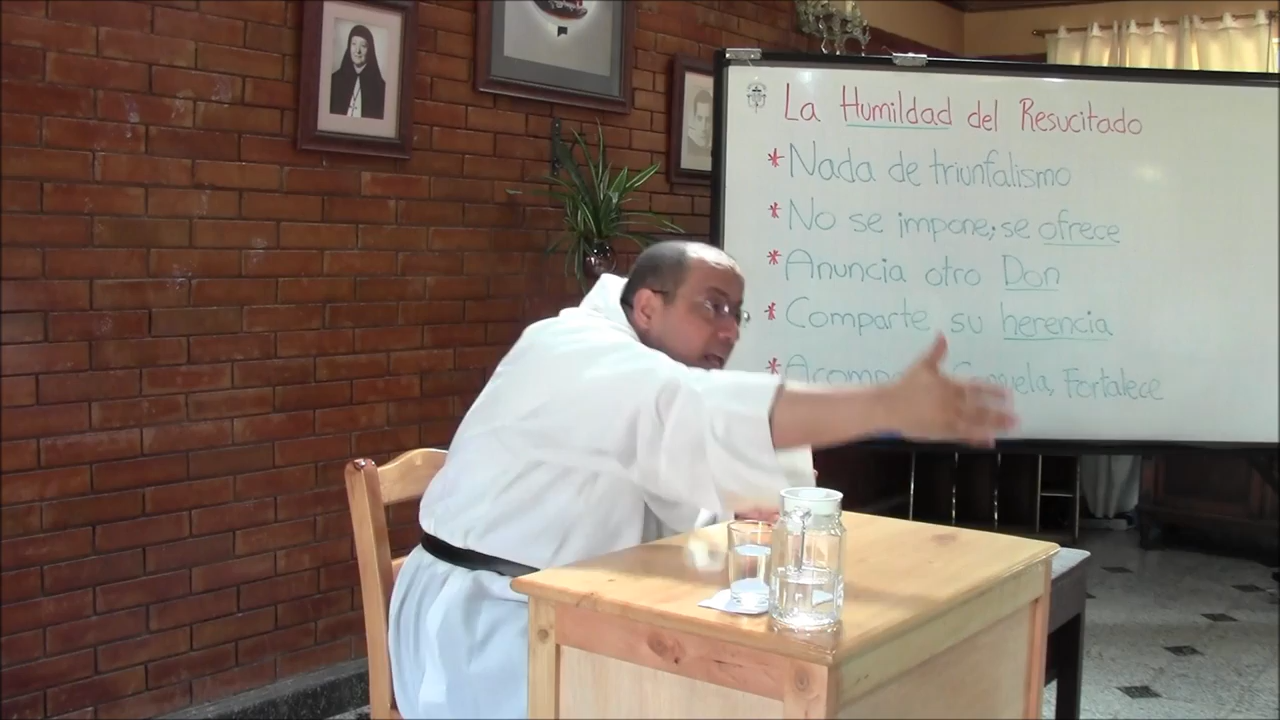 La Humildad del Resucitado
* Nada de triunfalismo
* No se impone; se ofrece
* Anuncia otro Don
* Comparte su herencia
* Fortalece